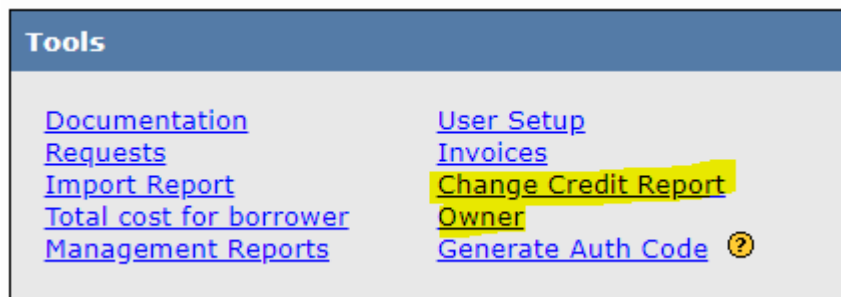 Tools
Documentation
Requests
Import Report
Total cost for borrower
Management Reports
User Setup
Invoices
Change Credit Report
Owner
Generate Auth Code ?